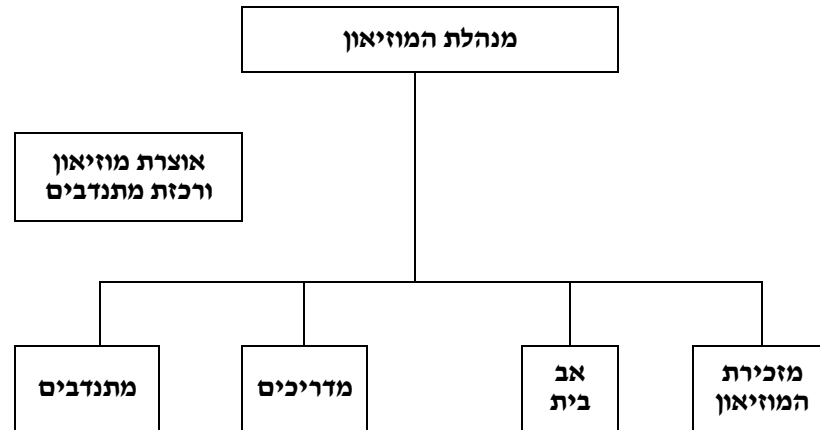 מנהלת המוזיאון
אוצרת מוזיאון
ורכזת מתנדבים
מזכירת
המוזיאון
אב
בית
מדריכים
מתנדבים